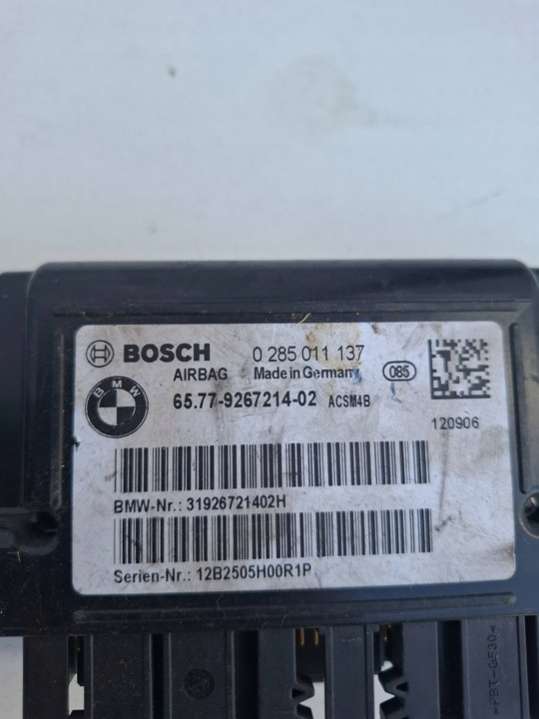 BOSCH 0 285 011 137
AIRBAG Made in Germany 085
BMW
65.77-9267214-02 ACSM4B
120906
BMW-Nr.: 31926721402H
Serien-Nr.: 12B2505H00R1P